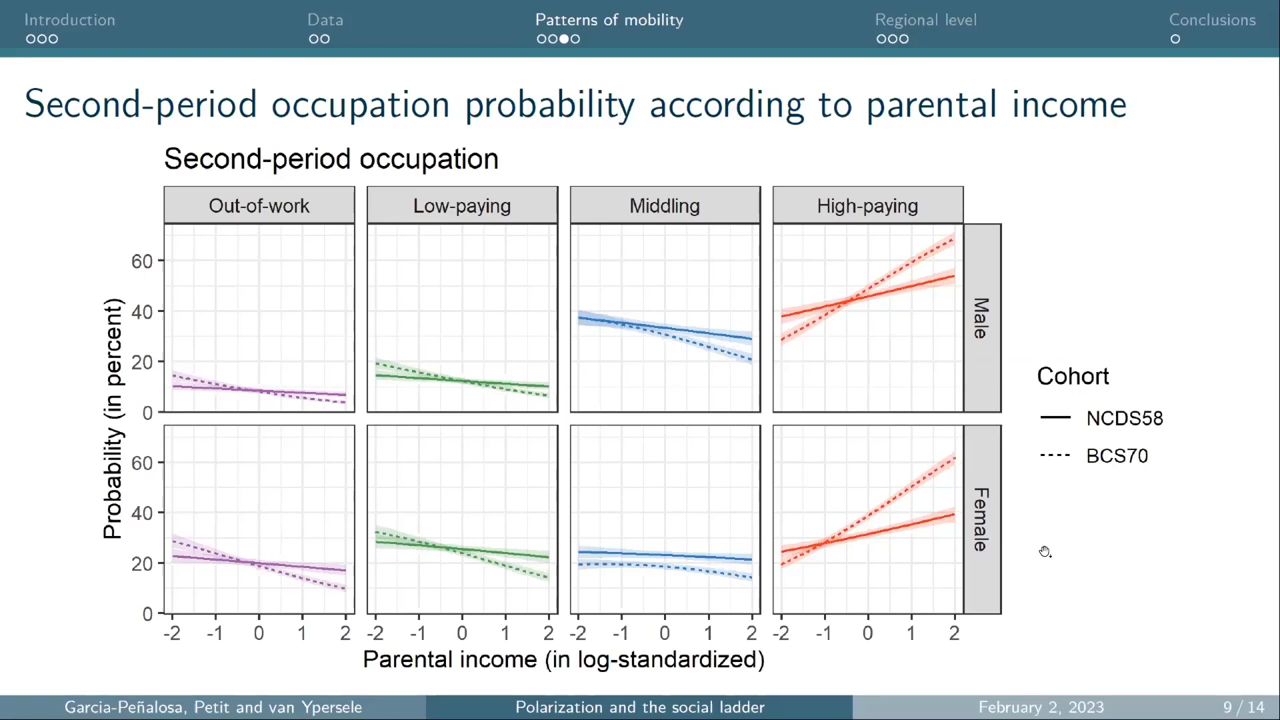 Introduction Data Patterns of mobility Regional level Conclusions
Second-period occupation probability according to parental income
Second-period occupation
Out-of-work Low-paying Middling High-paying
Probability (in percent)
60
40
20
0
Male
60
40
20
0
Female
-2 -1 0 1 2 -2 -1 0 1 2 -2 -1 0 1 2 -2 -1 0 1 2
Parental income (in log-standardized)
Cohort
NCDS58
BCS70
Garcia-Peñalosa, Petit and van Ypersele Polarization and the social ladder February 2, 2023 9 / 14